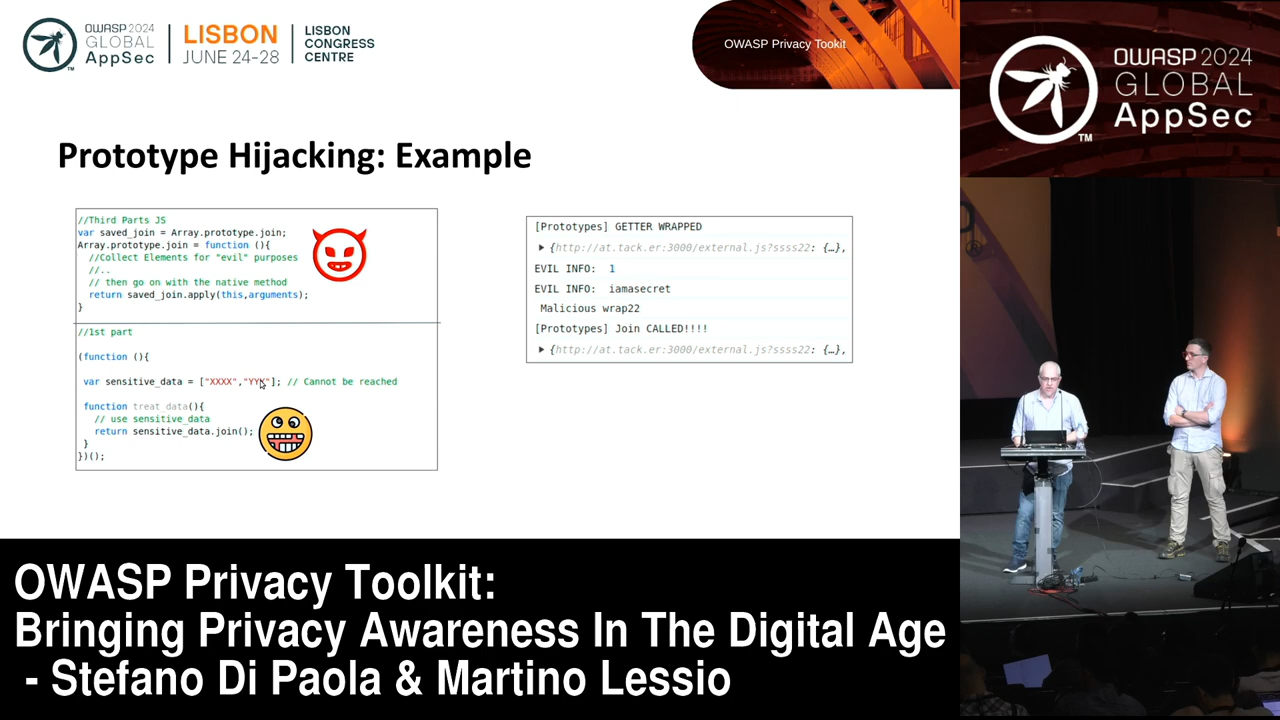 OWASP 2024
GLOBAL
AppSec
TM
LISBON
JUNE 24-28
LISBON
CONGRESS
CENTRE
OWASP Privacy Tookit
OWASP 2024
GLOBAL
AppSec
TM
Prototype Hijacking: Example
//Third Parts JS
var saved_join = Array.prototype.join;
Array.prototype.join = function (){
//Collect Elements for "evil" purposes
//..
// then go on with the native method
return saved_join.apply(this,arguments);
}
//1st part
(function (){
var sensitive_data = ["XXXX","YYY"]; // Cannot be reached
function treat_data(){
// use sensitive_data
return sensitive_data.join();
}
})();
[Prototypes] GETTER WRAPPED
{http://at.tack.er:3000/external.js?ssss22: {…},
EVIL INFO: 1
EVIL INFO: iamasecret
Malicious wrap22
[Prototypes] Join CALLED!!!!
{http://at.tack.er:3000/external.js?ssss22: {…},
OWASP Privacy Toolkit:
Bringing Privacy Awareness In The Digital Age
- Stefano Di Paola & Martino Lessio